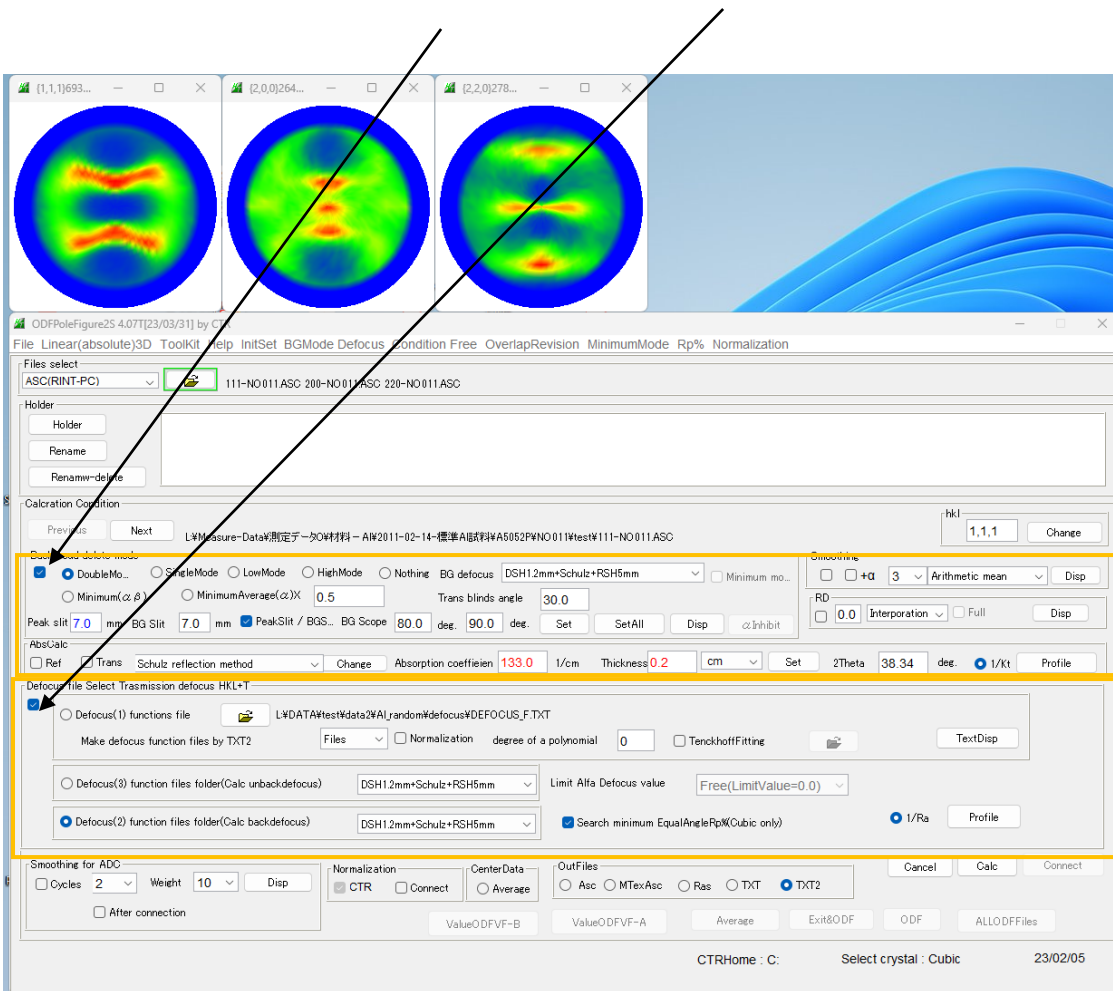 {1,1,1}693...
{2,0,0}264...
{2,2,0}278...
ODFPoleFigure2S 4.07T[23/03/31] by CTR
File Linear(absolute)3D ToolKit Help InitSet BGMode Defocus Condition Free OverlapRevision MinimumMode Rp% Normalization
Files select
ASC(RINT-PC) 111-NO011.ASC 200-NO011.ASC 220-NO011.ASC
Holder
Holder
Rename
Renamw-delete
Calcration Condition
hkl
Previous Next L:¥Measure-Data¥測定データO¥材料-Al¥2011-02-14-標準Al試料¥A5052P¥NO011¥test¥111-NO011.ASC 1,1,1 Change
Smoothing
DoubleMo... SingleMode LowMode HighMode Nothing BG defocus DSH1.2mm+Schulz+RSH5mm Minimum mo... +α 3 Arithmetic mean Disp
Minimum(αβ) MinimumAverage(α)X 0.5 Trans blinds angle 30.0
RD
0.0 Interporation Full Disp
Peak slit 7.0 mm BG Slit 7.0 mm PeakSlit / BGS... BG Scope 80.0 deg. 90.0 deg. Set SetAll Disp αInhibit
AbsCalc
Ref Trans Schulz reflection method Change Absorption coeffieien 133.0 1/cm Thickness 0.2 cm Set 2Theta 38.34 deg. 1/Kt Profile
Defocus file Select Trasmission defocus HKL+T
Defocus(1) functions file L:¥DATA¥test¥data2¥Al_random¥defocus¥DEFOCUS_F.TXT
Make defocus function files by TXT2 Files Normalization degree of a polynomial 0 TenckhoffFitting TextDisp
Defocus(3) function files folder(Calc unbackdefocus) DSH1.2mm+Schulz+RSH5mm Limit Alfa Defocus value Free(LimitValue=0.0)
Defocus(2) function files folder(Calc backdefocus) DSH1.2mm+Schulz+RSH5mm Search minimum EqualAngleRp%(Cubic only) 1/Ra Profile
Smoothing for ADC
Cycles 2 Weight 10 Disp
After connection
Normalization
CTR Connect
CenterData
Average
OutFiles
Asc MTexAsc Ras TXT TXT2
Cancel Calc Connect
ValueODFVF-B ValueODFVF-A Average Exit&ODF ODF ALLODFFiles
CTRHome : C: Select crystal : Cubic 23/02/05